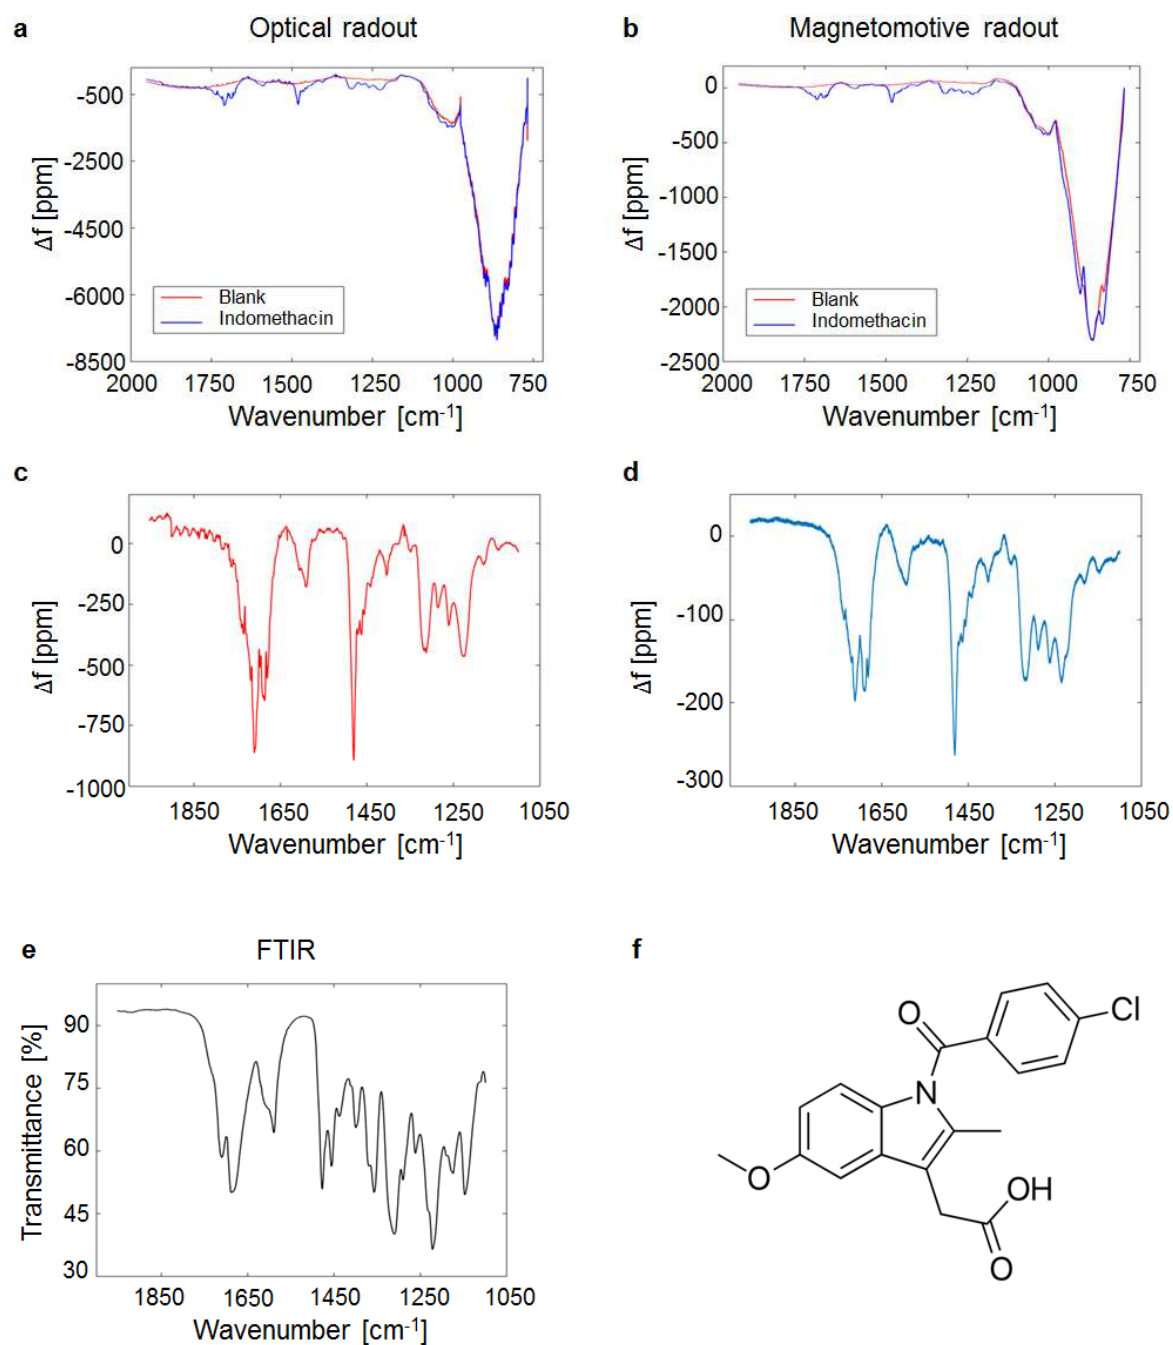 a
Optical radout
b
Magnetomotive radout
-500
-2500
-4500
-6000
-8500
Δf [ppm]
Blank
Indomethacin
2000 1750 1500 1250 1000 750
Wavenumber [cm-1]
0
-500
-1000
-1500
-2000
-2500
Δf [ppm]
Blank
Indomethacin
2000 1750 1500 1250 1000 750
Wavenumber [cm-1]
c
0
-250
-500
-750
-1000
Δf [ppm]
1850 1650 1450 1250 1050
Wavenumber [cm-1]
d
0
-100
-200
-300
Δf [ppm]
1850 1650 1450 1250 1050
Wavenumber [cm-1]
e
FTIR
90
75
60
45
30
Transmittance [%]
1850 1650 1450 1250 1050
Wavenumber [cm-1]
f
O
Cl
N
O
OH
O